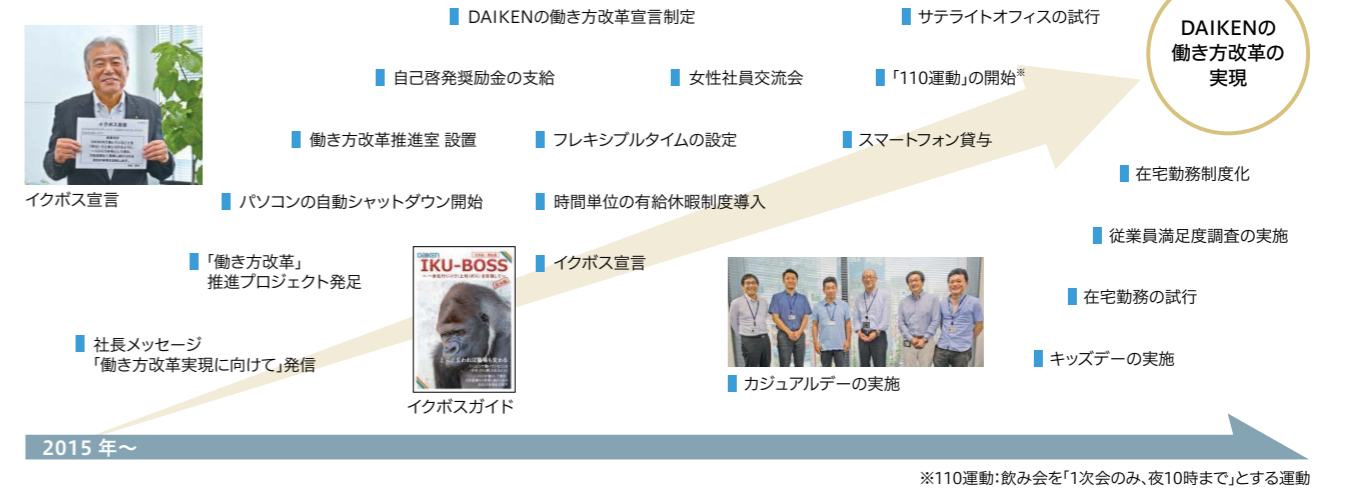 DAIKENの働き方改革宣言制定
サテライトオフィスの試行
DAIKENの
働き方改革の
実現
自己啓発奨励金の支給
女性社員交流会
「110運動」の開始※
働き方改革推進室 設置
フレキシブルタイムの設定
スマートフォン貸与
在宅勤務制度化
イクボス宣言
イクボス宣言
パソコンの自動シャットダウン開始
時間単位の有給休暇制度導入
従業員満足度調査の実施
「働き方改革」
推進プロジェクト発足
DAIKEN
IKU-BOSS
イクボス宣言
在宅勤務の試行
社長メッセージ
「働き方改革実現に向けて」発信
キッズデーの実施
カジュアルデーの実施
イクボスガイド
2015 年～
※110運動：飲み会を「1次会のみ、夜10時まで」とする運動